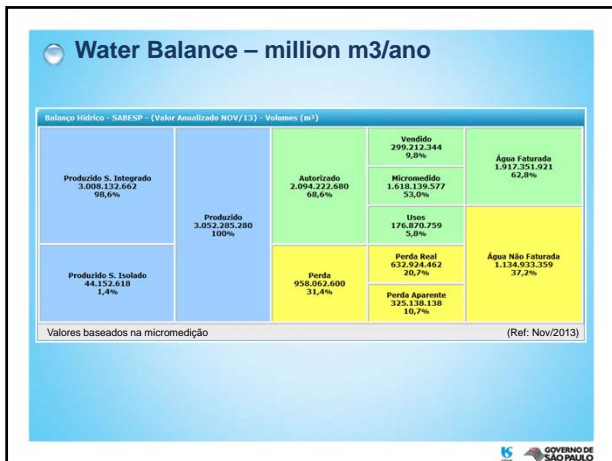 Water Balance – million m3/ano
Balanço Hídrico - SABESP - (Valor Anualizado NOV/13) - Volumes (m³)
Produzido S. Integrado
3.008.132.662
98,6%
Produzido S. Isolado
44.152.618
1,4%
Produzido
3.052.285.280
100%
Autorizado
2.094.222.680
68,6%
Perda
958.062.600
31,4%
Vendido
299.212.344
9,8%
Micromedido
1.618.139.577
53,0%
Usos
176.870.759
5,8%
Perda Real
632.924.462
20,7%
Perda Aparente
325.138.138
10,7%
Água Faturada
1.917.351.921
62,8%
Água Não Faturada
1.134.933.359
37,2%
Valores baseados na micromedição
(Ref: Nov/2013)
GOVERNO DE
SÃO PAULO